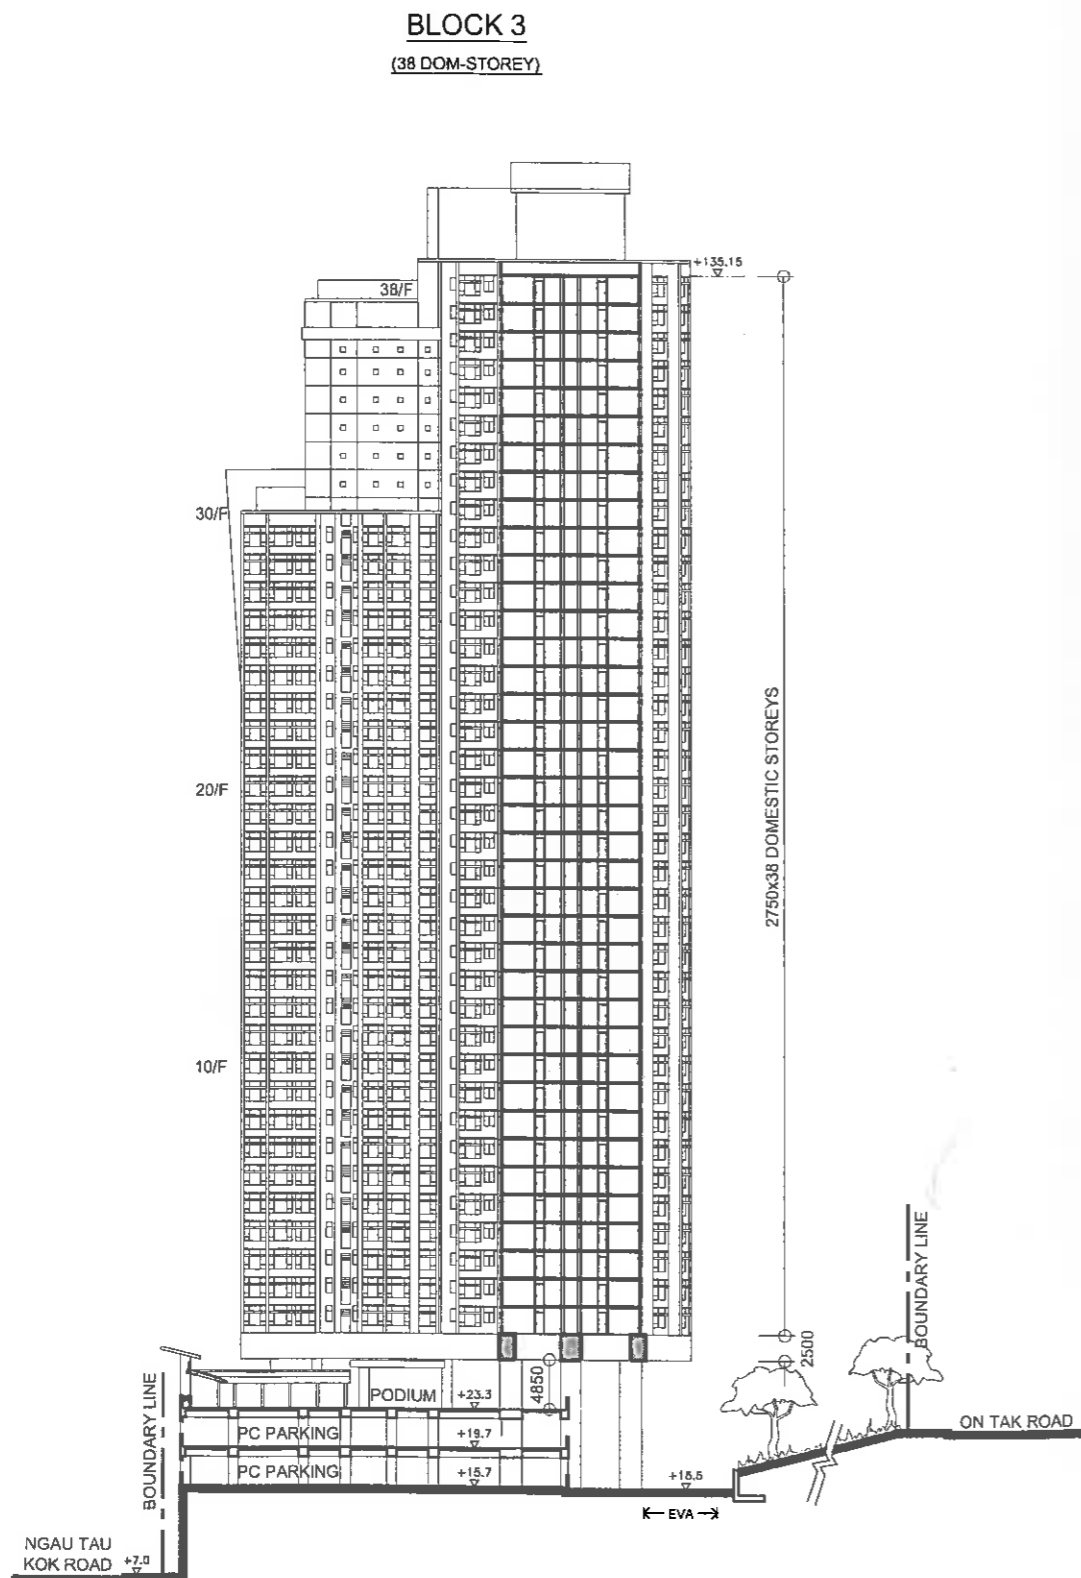 BLOCK 3
(38 DOM-STOREY)
+135.15
38/F
30/F
20/F
10/F
2750x38 DOMESTIC STOREYS
2500
4850
BOUNDARY LINE
ON TAK ROAD
PODIUM
+23.3
PC PARKING
+19.7
PC PARKING
+15.7
+15.5
EVA
BOUNDARY LINE
NGAU TAU
KOK ROAD
+7.0